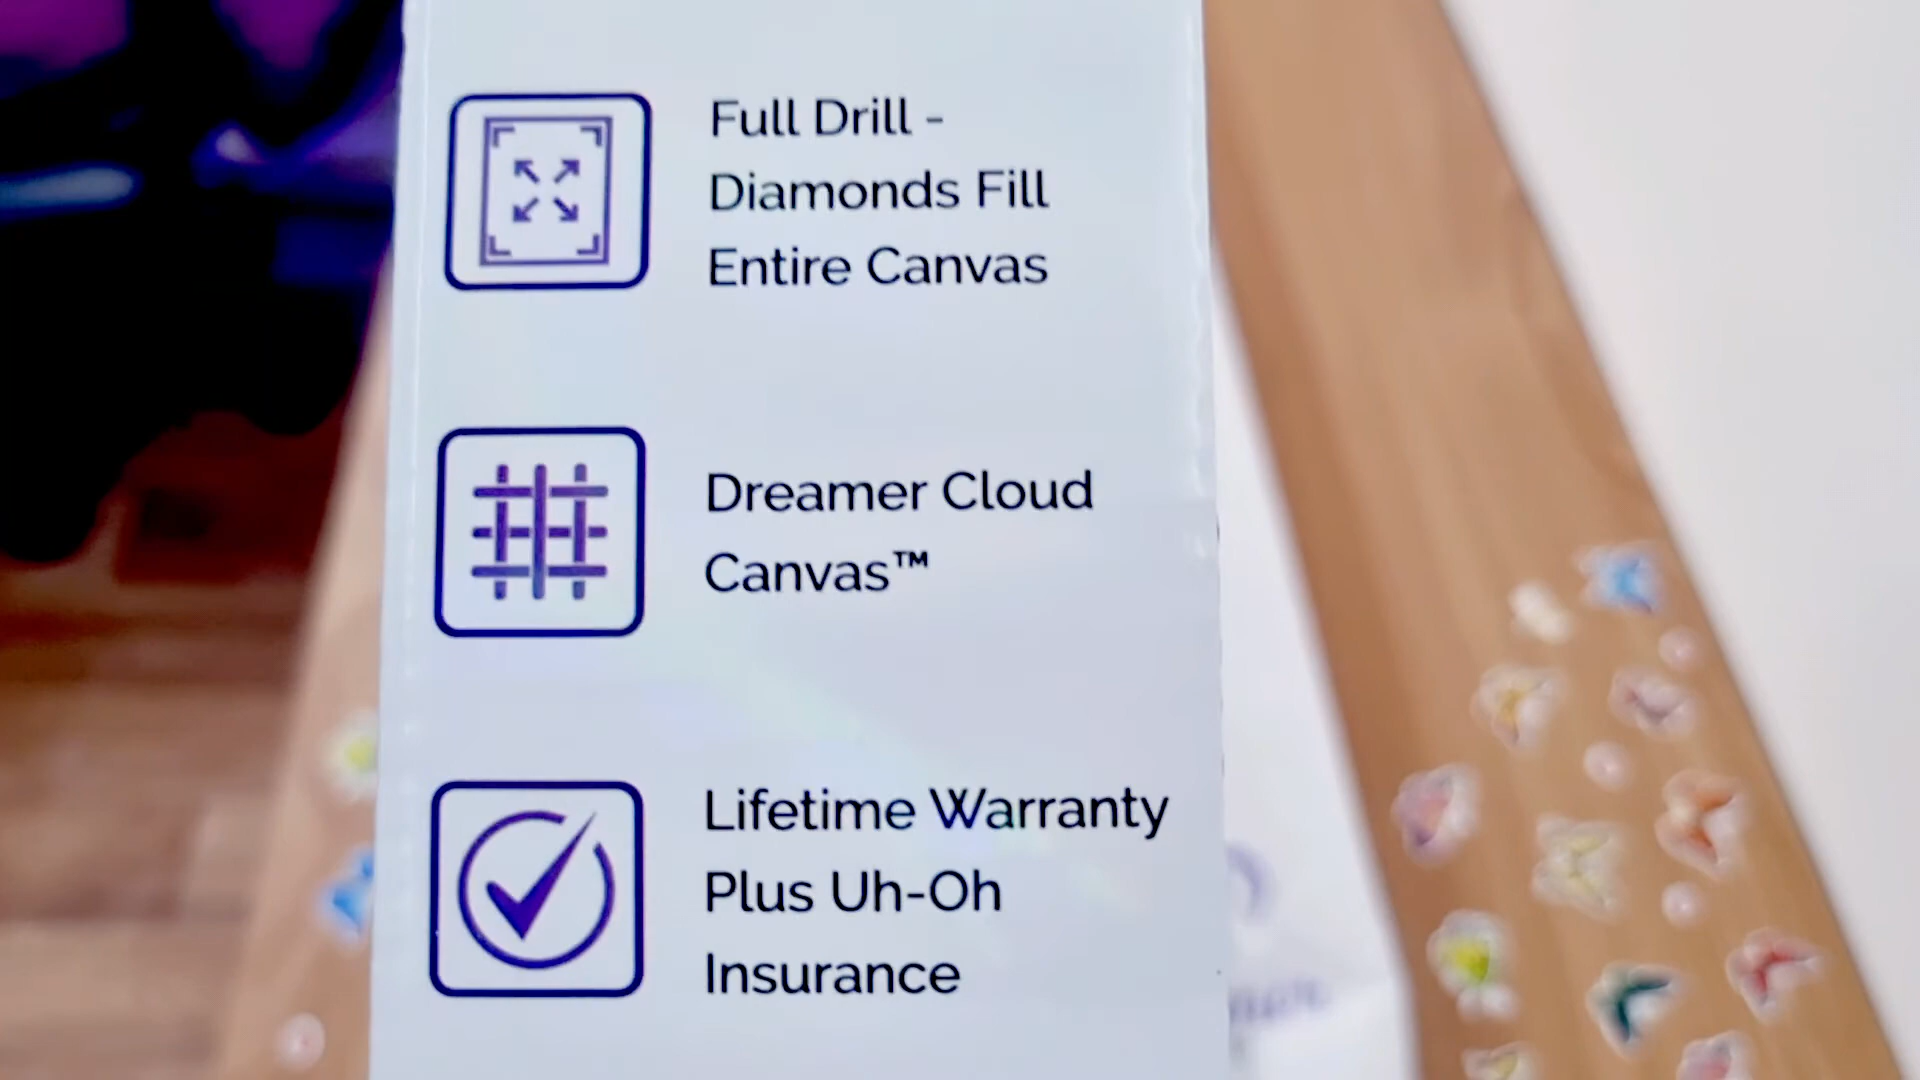 Full Drill -
Diamonds Fill
Entire Canvas
Dreamer Cloud
Canvas™
Lifetime Warranty
Plus Uh-Oh
Insurance